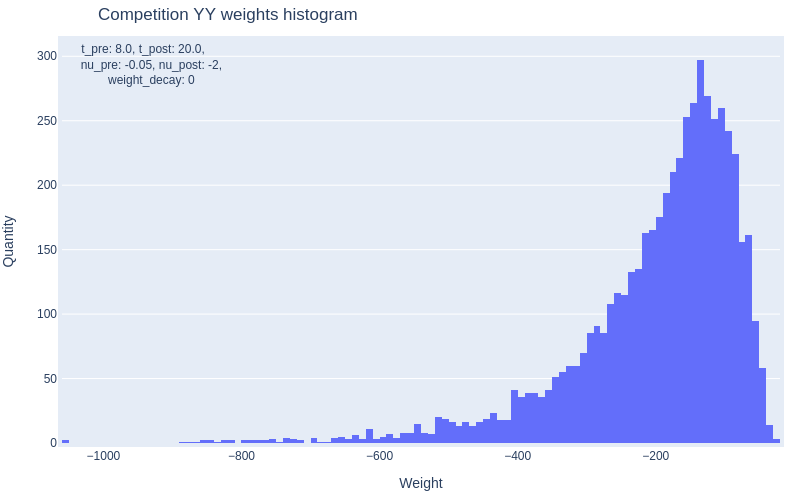 Competition YY weights histogram
t_pre: 8.0, t_post: 20.0,
nu_pre: -0.05, nu_post: -2,
weight_decay: 0
300
250
200
150
100
50
0
Quantity
−1000
−800
−600
−400
−200
Weight